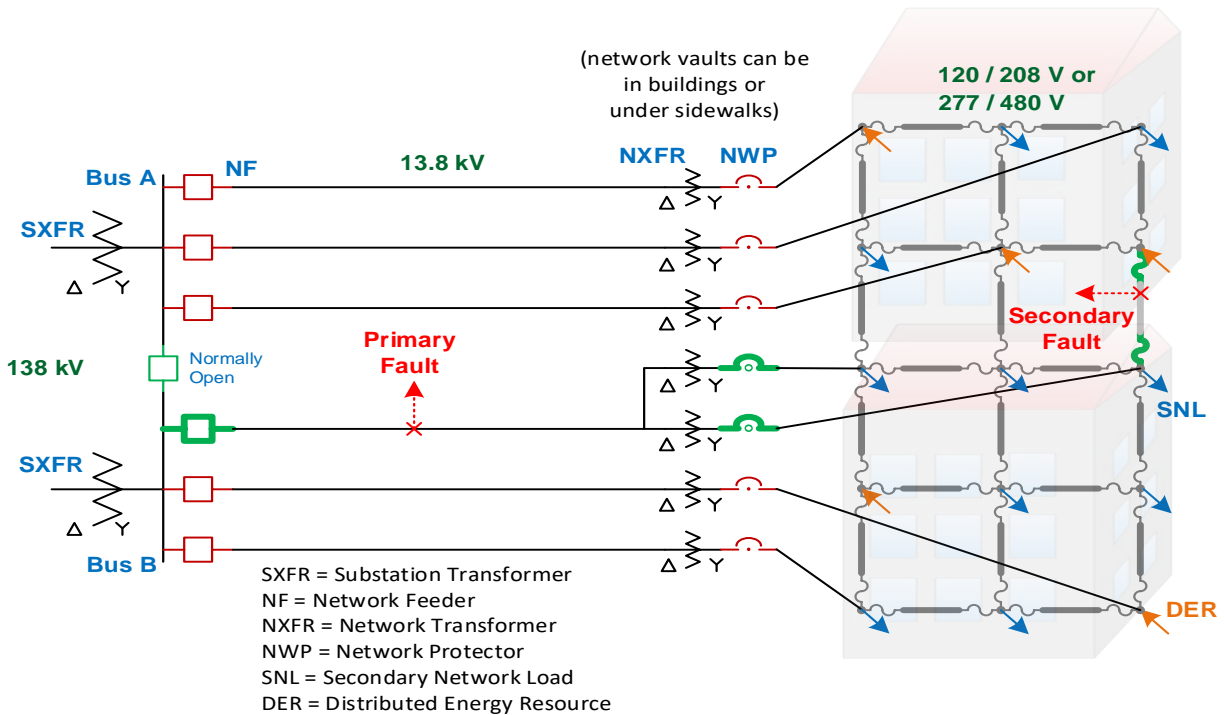 (network vaults can be
in buildings or
under sidewalks)
120 / 208 V or
277 / 480 V
Bus A
NF
13.8 kV
NXFR
NWP
Δ Y
SXFR
Δ Y
Δ Y
Δ Y
138 kV
Normally
Open
Primary
Fault
Secondary
Fault
Δ Y
SNL
Δ Y
SXFR
Δ Y
Δ Y
Bus B
Δ Y
SXFR = Substation Transformer
NF = Network Feeder
NXFR = Network Transformer
NWP = Network Protector
SNL = Secondary Network Load
DER = Distributed Energy Resource
DER